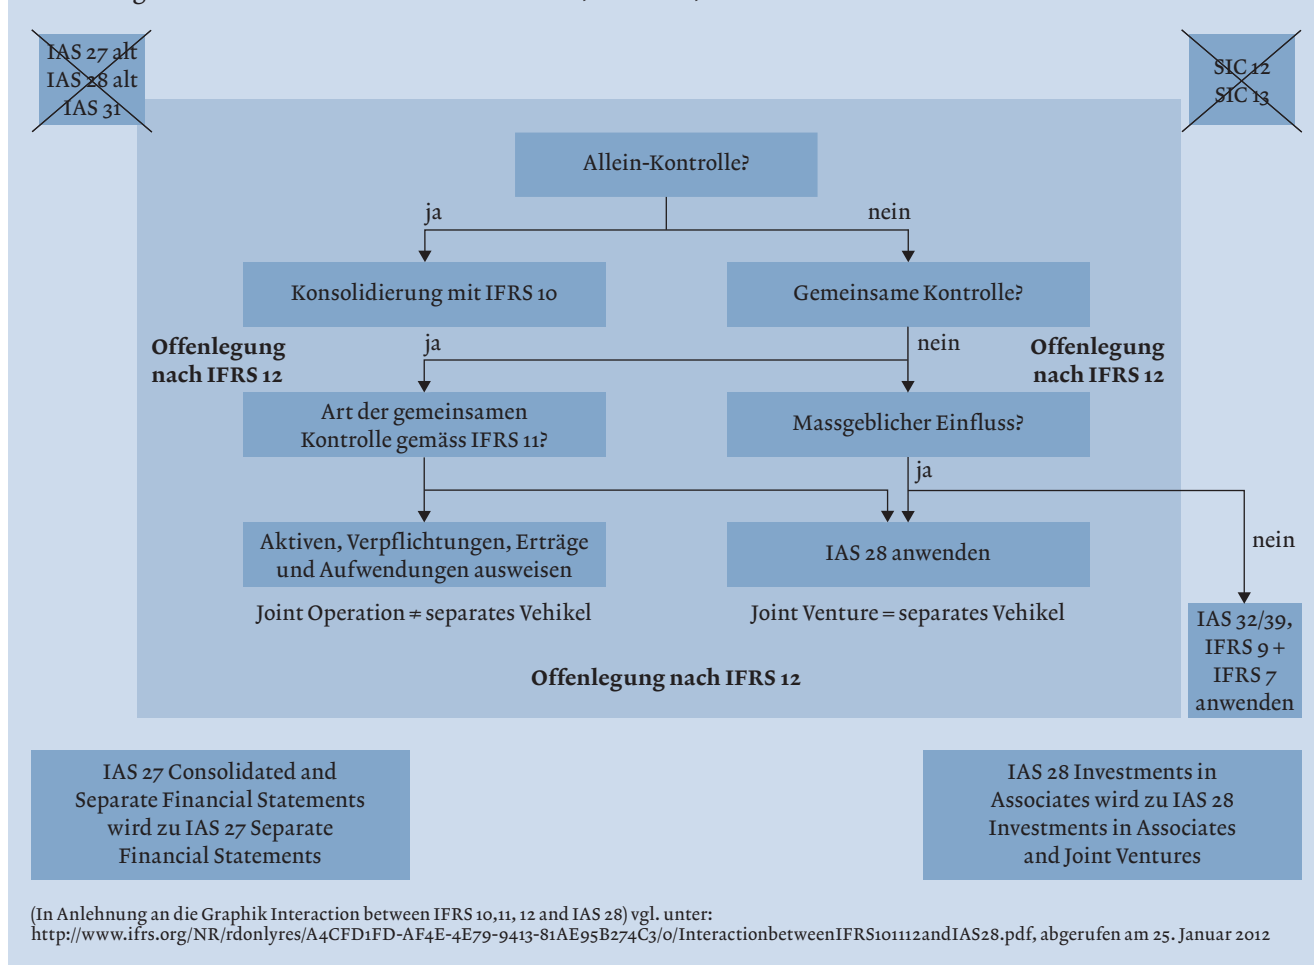 IAS 27 alt
IAS 28 alt
IAS 31
SIC 12
SIC 13
Allein-Kontrolle?
ja
nein
Konsolidierung mit IFRS 10
Gemeinsame Kontrolle?
Offenlegung
nach IFRS 12
ja
nein
Offenlegung
nach IFRS 12
Art der gemeinsamen
Kontrolle gemäss IFRS 11?
Massgeblicher Einfluss?
ja
Aktiven, Verpflichtungen, Erträge
und Aufwendungen ausweisen
IAS 28 anwenden
nein
Joint Operation ≠ separates Vehikel
Joint Venture = separates Vehikel
IAS 32/39,
IFRS 9 +
IFRS 7
anwenden
Offenlegung nach IFRS 12
IAS 27 Consolidated and
Separate Financial Statements
wird zu IAS 27 Separate
Financial Statements
IAS 28 Investments in
Associates wird zu IAS 28
Investments in Associates
and Joint Ventures
(In Anlehnung an die Graphik Interaction between IFRS 10,11, 12 and IAS 28) vgl. unter:
http://www.ifrs.org/NR/rdonlyres/A4CFD1FD-AF4E-4E79-9413-81AE95B274C3/0/InteractionbetweenIFRS101112andIAS28.pdf, abgerufen am 25. Januar 2012